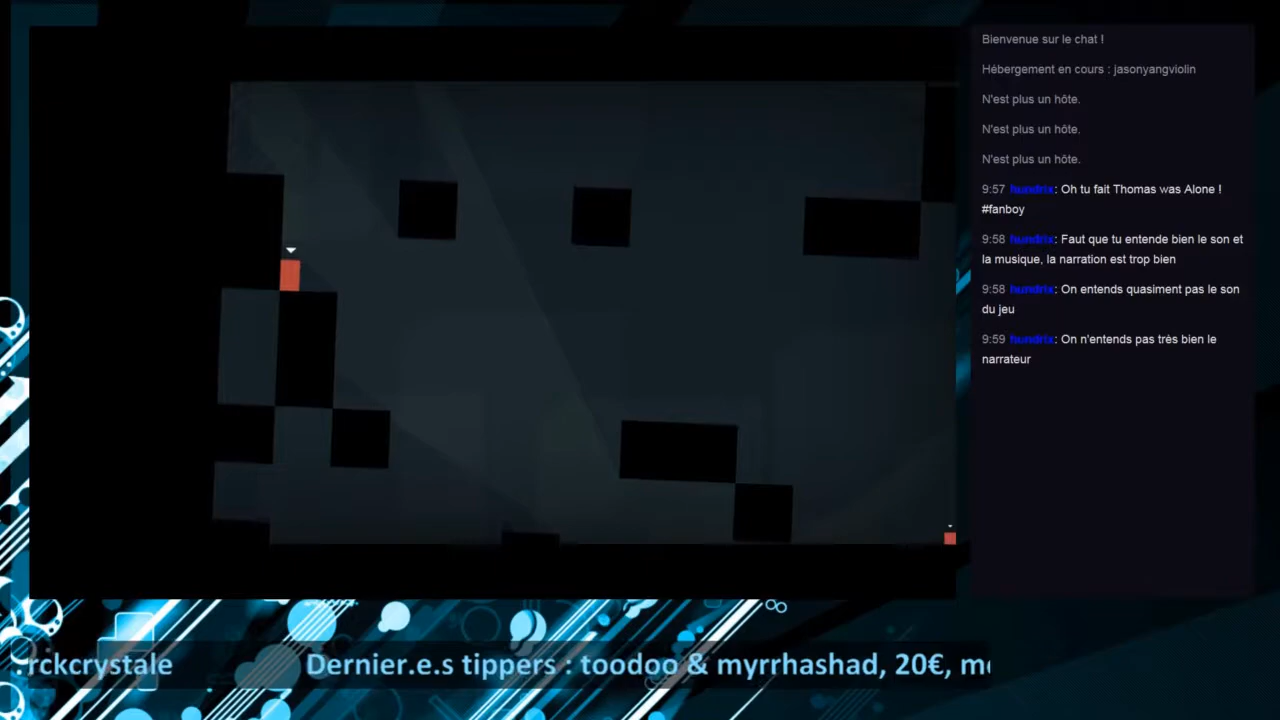 Bienvenue sur le chat !
Hébergement en cours : jasonyangviolin
N'est plus un hôte.
N'est plus un hôte.
N'est plus un hôte.
9:57 hundrix: Oh tu fait Thomas was Alone !
#fanboy
9:58 hundrix: Faut que tu entende bien le son et
la musique, la narration est trop bien
9:58 hundrix: On entends quasiment pas le son
du jeu
9:59 hundrix: On n'entends pas très bien le
narrateur
rckcrystale Dernier.e.s tippers : toodoo & myrrhashad, 20€, m